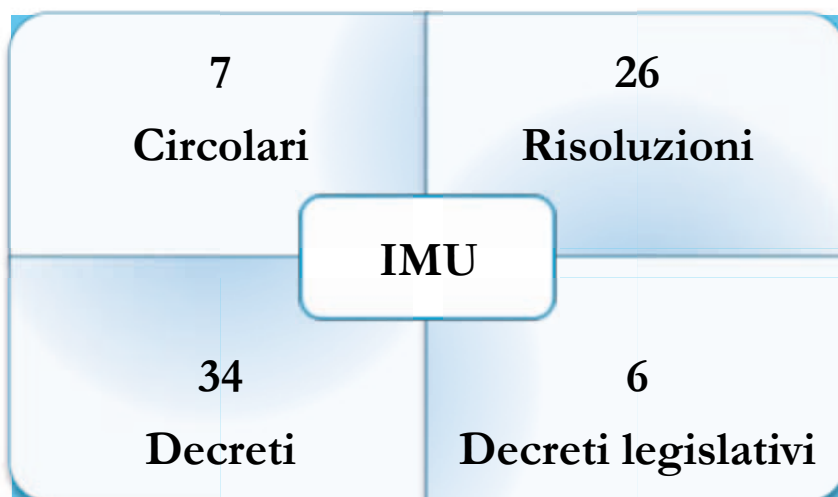 7
Circolari
26
Risoluzioni
IMU
34
Decreti
6
Decreti legislativi